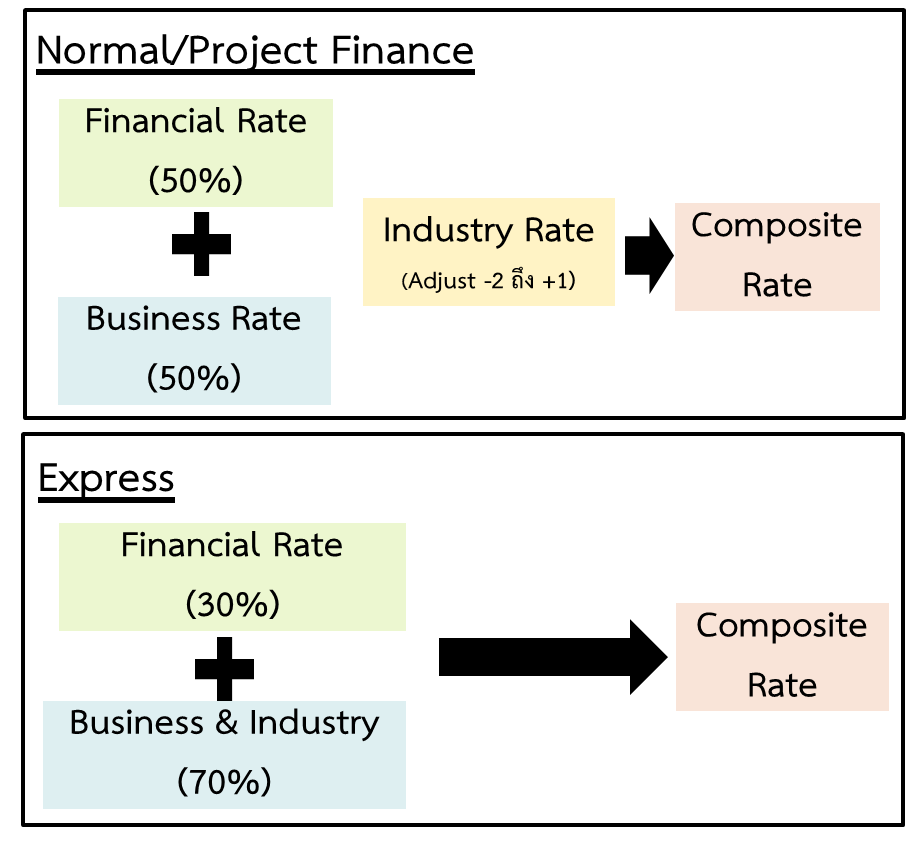 Normal/Project Finance
Financial Rate
(50%)
Business Rate
(50%)
Industry Rate
(Adjust -2 ถึง +1)
Composite
Rate
Express
Financial Rate
(30%)
Business & Industry
(70%)
Composite
Rate